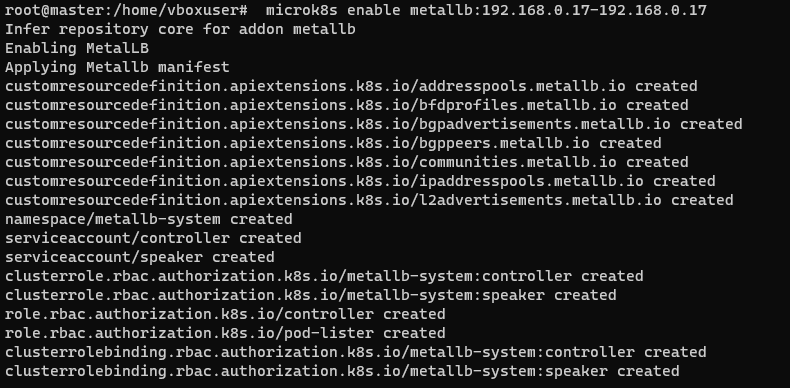 root@master:/home/vboxuser#  microk8s enable metallb:192.168.0.17-192.168.0.17
Infer repository core for addon metallb
Enabling MetalLB
Applying Metallb manifest
customresourcedefinition.apiextensions.k8s.io/addresspools.metallb.io created
customresourcedefinition.apiextensions.k8s.io/bfdprofiles.metallb.io created
customresourcedefinition.apiextensions.k8s.io/bgpadvertisements.metallb.io created
customresourcedefinition.apiextensions.k8s.io/bgppeers.metallb.io created
customresourcedefinition.apiextensions.k8s.io/communities.metallb.io created
customresourcedefinition.apiextensions.k8s.io/ipaddresspools.metallb.io created
customresourcedefinition.apiextensions.k8s.io/l2advertisements.metallb.io created
namespace/metallb-system created
serviceaccount/controller created
serviceaccount/speaker created
clusterrole.rbac.authorization.k8s.io/metallb-system:controller created
clusterrole.rbac.authorization.k8s.io/metallb-system:speaker created
role.rbac.authorization.k8s.io/controller created
role.rbac.authorization.k8s.io/pod-lister created
clusterrolebinding.rbac.authorization.k8s.io/metallb-system:controller created
clusterrolebinding.rbac.authorization.k8s.io/metallb-system:speaker created